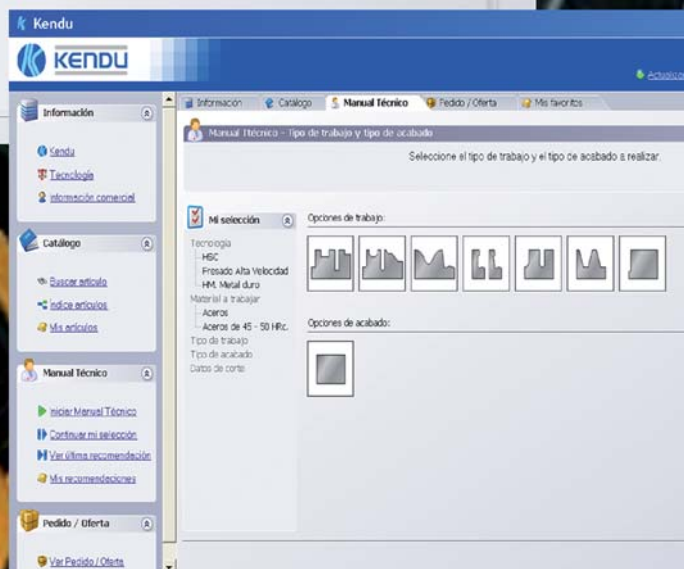 Kendu
KENDU
Información
Kendu
Tecnología
Información comercial
Catálogo
Buscar artículo
Índice artículos
Mis artículos
Manual Técnico
Iniciar Manual Técnico
Continuar mi selección
Ver última recomendación
Mis recomendaciones
Pedido / Oferta
Ver Pedido / Oferta
Información
Catálogo
Manual Técnico
Pedido / Oferta
Mis favoritos
Manual Ttécnico - Tipo de trabajo y tipo de acabado
Seleccione el tipo de trabajo y el tipo de acabado a realizar.
Mi selección
Tecnología
HSC
Fresado Alta Velocidad
HM. Metal duro
Material a trabajar
Aceros
Aceros de 45 - 50 HRc.
Tipo de trabajo
Tipo de acabado
Datos de corte
Opciones de trabajo:
Opciones de acabado: